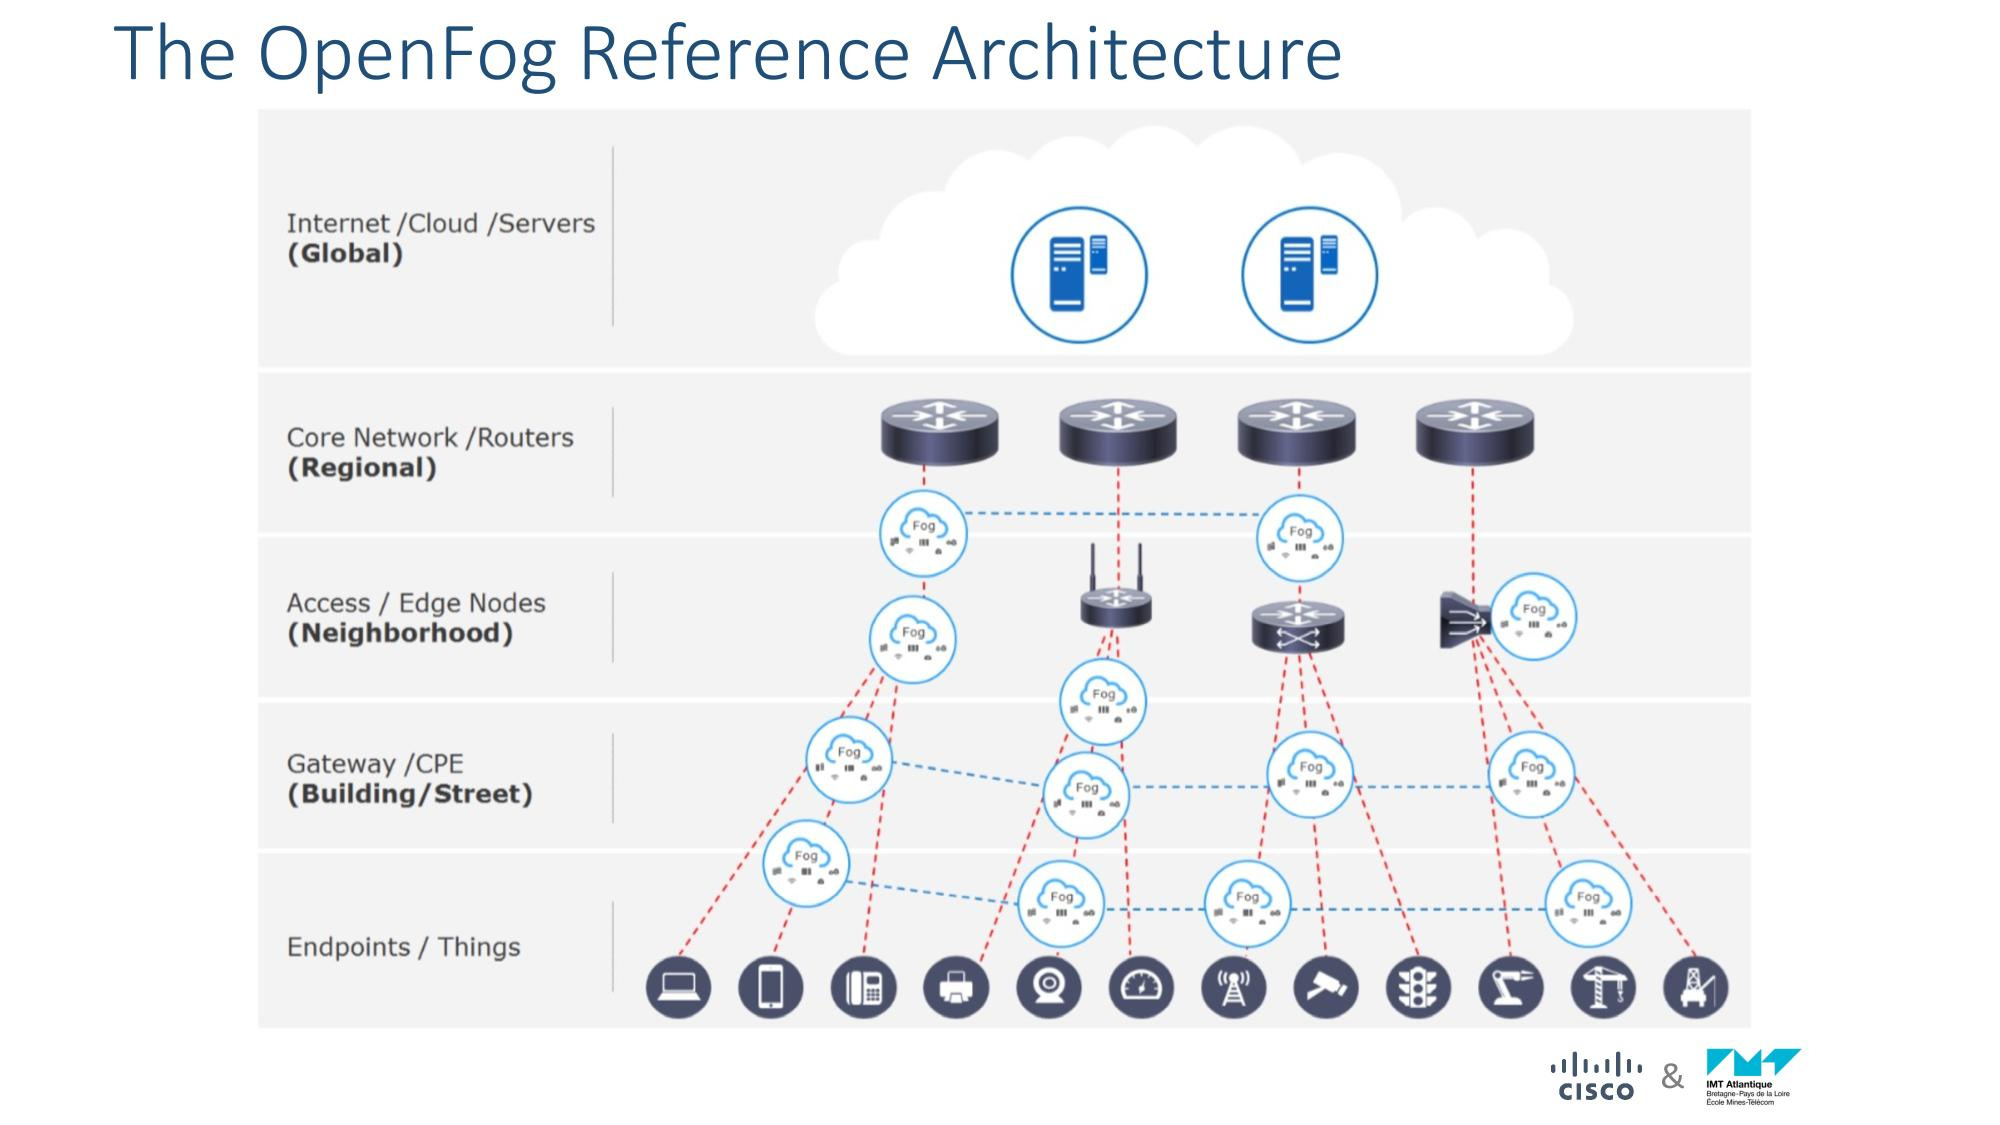 The OpenFog Reference Architecture
Internet /Cloud /Servers
(Global)
Core Network /Routers
(Regional)
Fog
Fog
Access / Edge Nodes
(Neighborhood)
Fog
Fog
Fog
Gateway /CPE
(Building/Street)
Fog
Fog
Fog
Fog
Endpoints / Things
Fog
Fog
Fog
Fog
CISCO
&
IMT Atlantique
Bretagne-Pays de la Loire
École Mines-Télécom